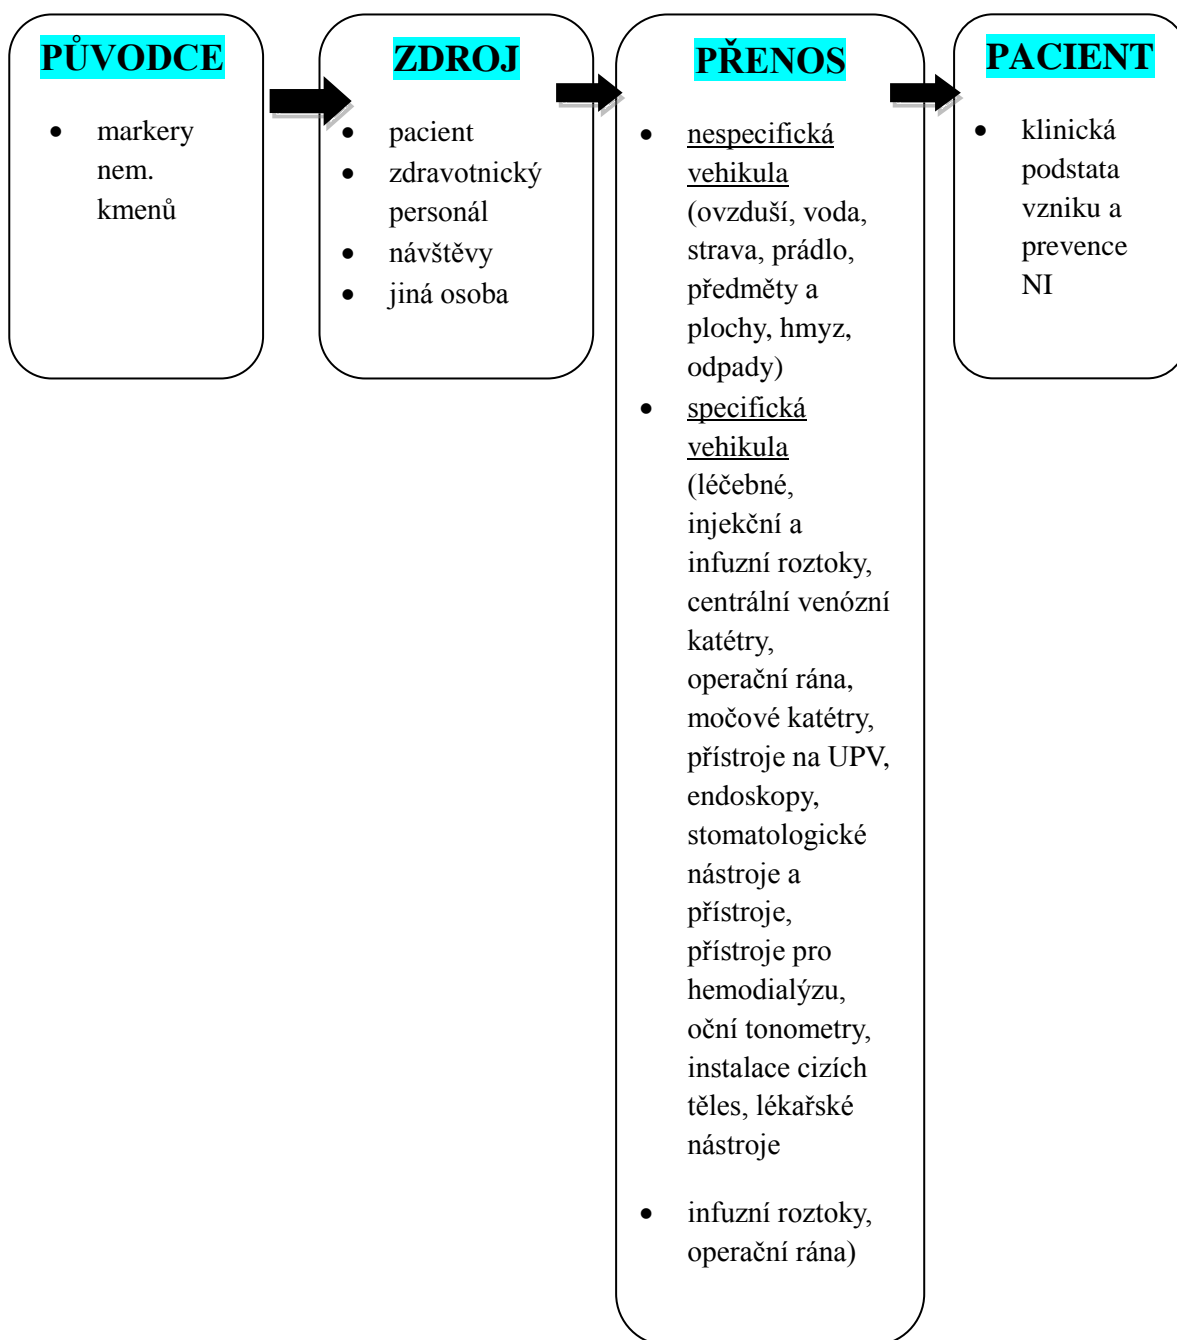 PŮVODCE
markery
nem.
kmenů
ZDROJ
pacient
zdravotnický
personál
návštěvy
jiná osoba
PŘENOS
nespecifická
vehikula
(ovzduší, voda,
strava, prádlo,
předměty a
plochy, hmyz,
odpady)
specifická
vehikula
(léčebné,
injekční a
infuzní roztoky,
centrální venózní
katétry,
operační rána,
močové katétry,
přístroje na UPV,
endoskopy,
stomatologické
nástroje a
přístroje,
přístroje pro
hemodialýzu,
oční tonometry,
instalace cizích
těles, lékařské
nástroje
infuzní roztoky,
operační rána)
PACIENT
klinická
podstata
vzniku a
prevence
NI